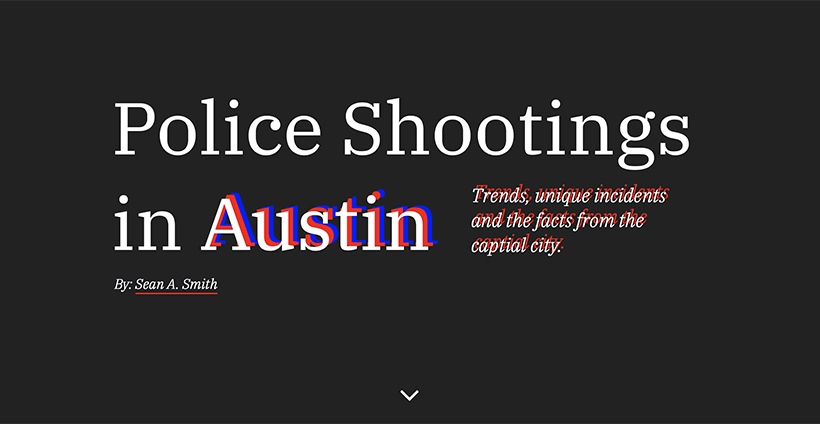 Police Shootings
in Austin
Trends, unique incidents
and the facts from the
captial city.
By: Sean A. Smith